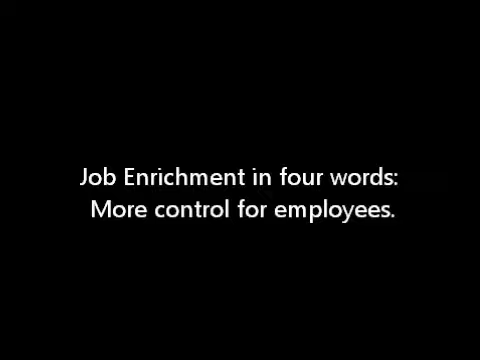 Job Enrichment in four words:
More control for employees.